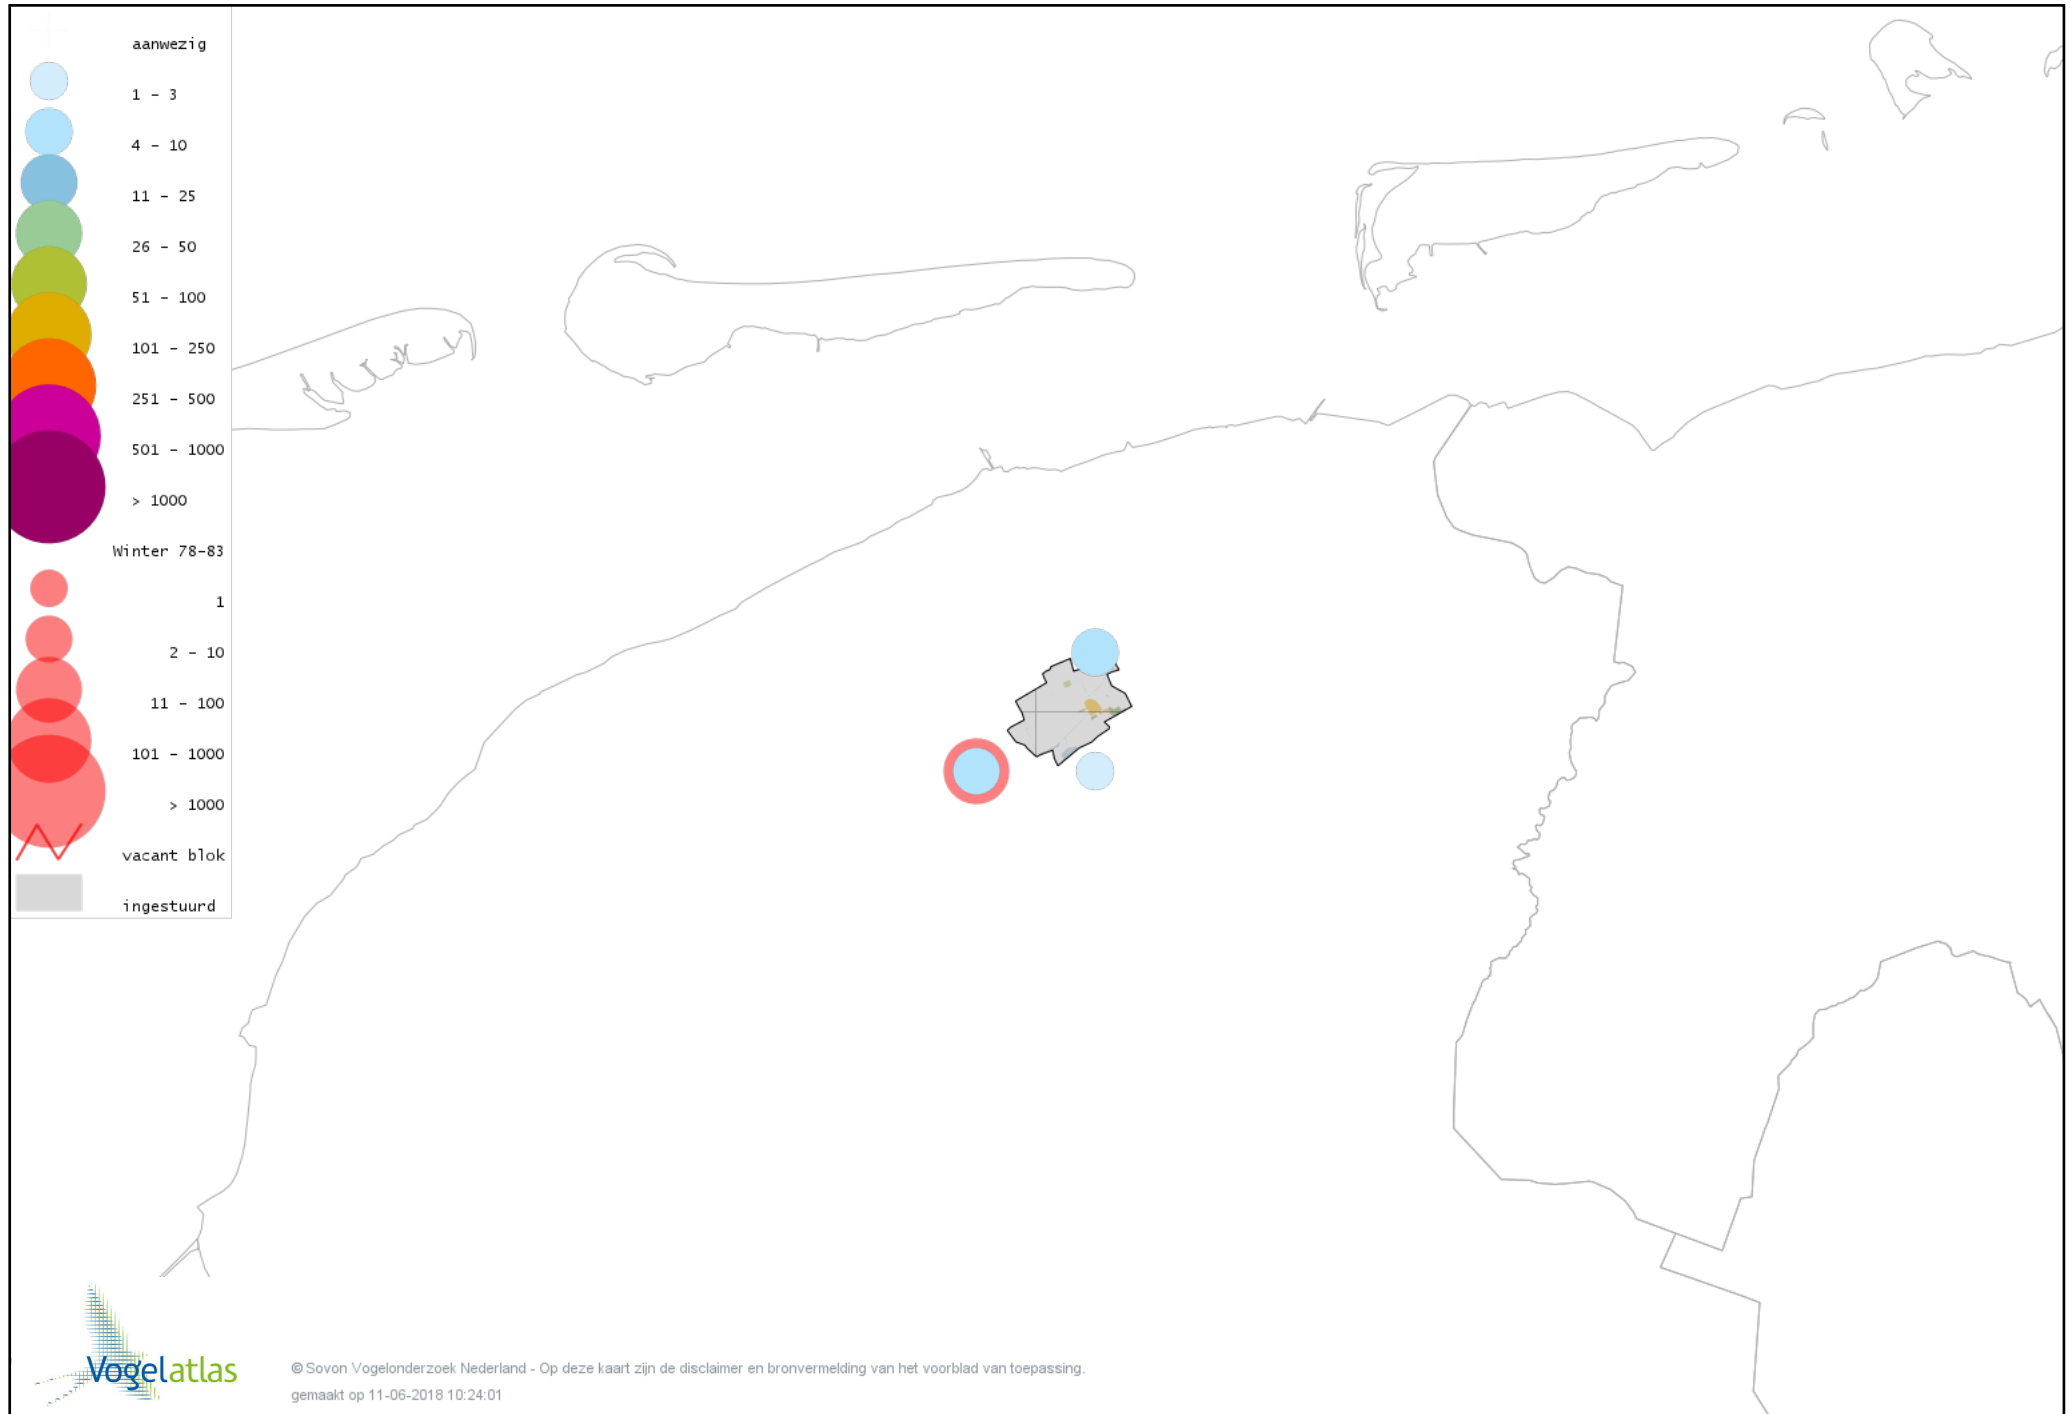 aanwezig
1 - 3
4 - 10
11 - 25
26 - 50
51 - 100
101 - 250
251 - 500
501 - 1000
> 1000
Winter 78-83
1
2 - 10
11 - 100
101 - 1000
> 1000
vacant blok
ingestuurd
Vogelatlas
© Sovon Vogelonderzoek Nederland - Op deze kaart zijn de disclaimer en bronvermelding van het voorblad van toepassing.
gemaakt op 11-06-2018 10:24:01